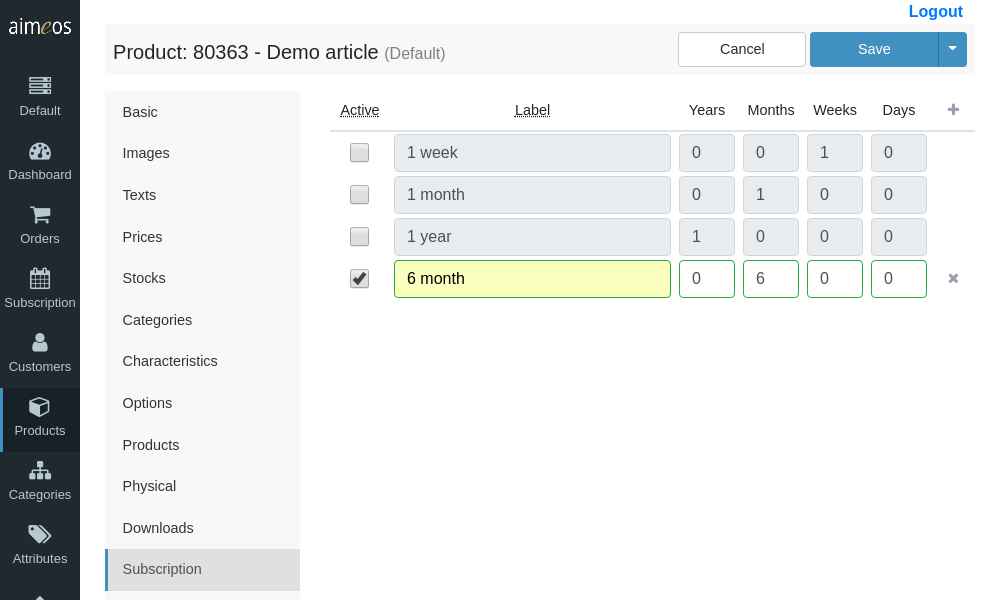 Logout
aimeos
Product: 80363 - Demo article (Default)
Cancel
Save
Default
Dashboard
Orders
Subscription
Customers
Products
Categories
Attributes
Basic
Images
Texts
Prices
Stocks
Categories
Characteristics
Options
Products
Physical
Downloads
Subscription
Active Label Years Months Weeks Days
1 week 0 0 1 0
1 month 0 1 0 0
1 year 1 0 0 0
6 month 0 6 0 0